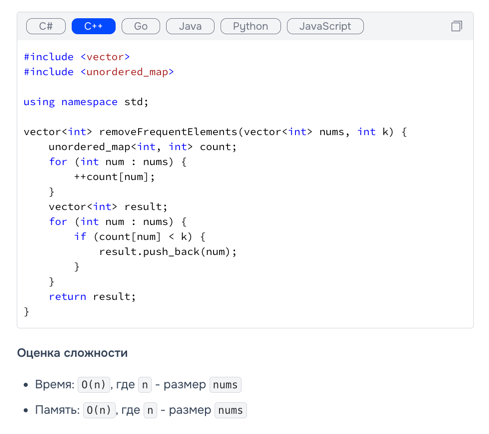 C# C++ Go Java Python JavaScript
#include <vector>
#include <unordered_map>
using namespace std;
vector<int> removeFrequentElements(vector<int> nums, int k) {
    unordered_map<int, int> count;
    for (int num : nums) {
        ++count[num];
    }
    vector<int> result;
    for (int num : nums) {
        if (count[num] < k) {
            result.push_back(num);
        }
    }
    return result;
}
Оценка сложности
• Время: O(n), где n - размер nums
• Память: O(n), где n - размер nums